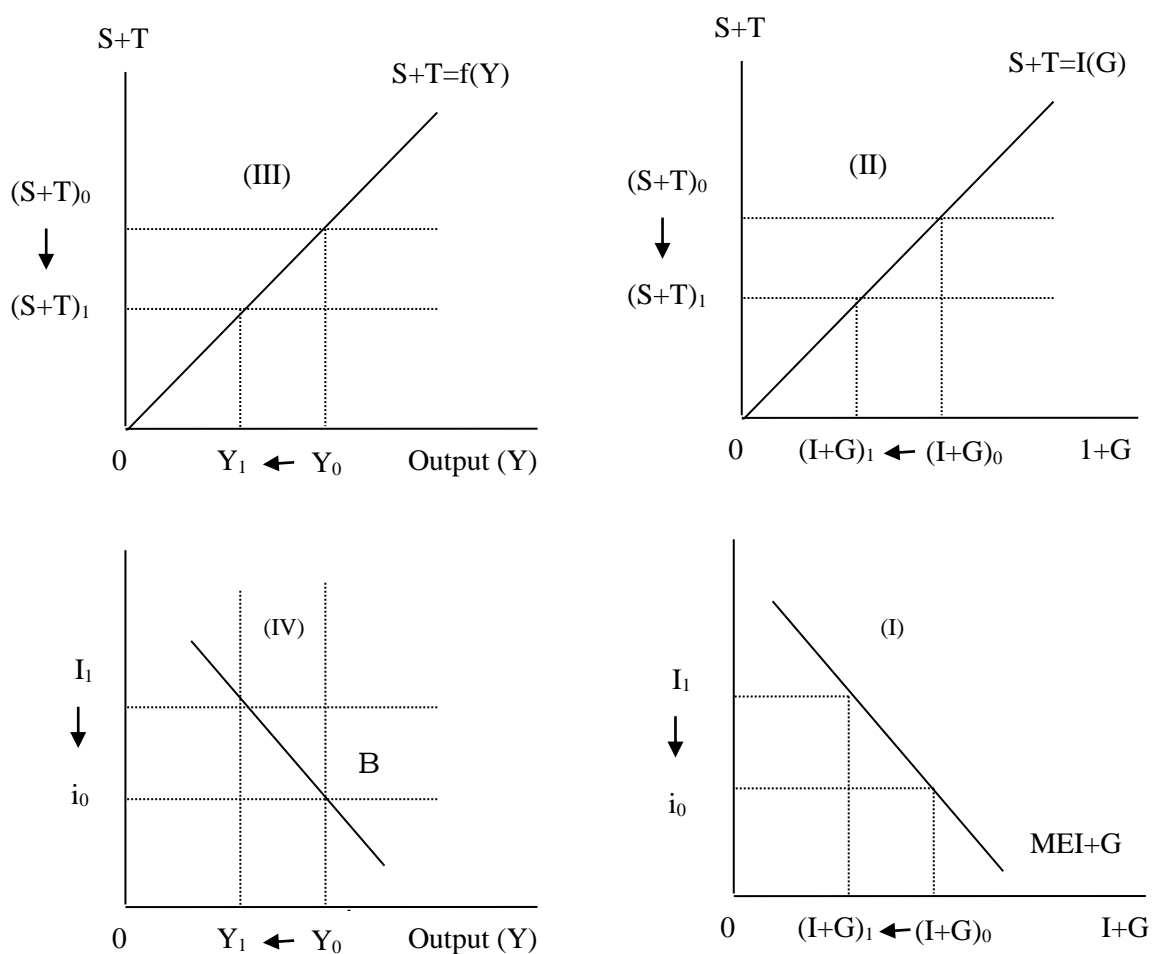 S+T
S+T=f(Y)
(III)
(S+T)₀
(S+T)₁
0 Y₁ Y₀ Output (Y)
S+T
S+T=I(G)
(II)
(S+T)₀
(S+T)₁
0 (I+G)₁ (I+G)₀ 1+G
(IV)
I₁
B
i₀
0 Y₁ Y₀ Output (Y)
(I)
I₁
i₀
MEI+G
0 (I+G)₁ (I+G)₀ I+G